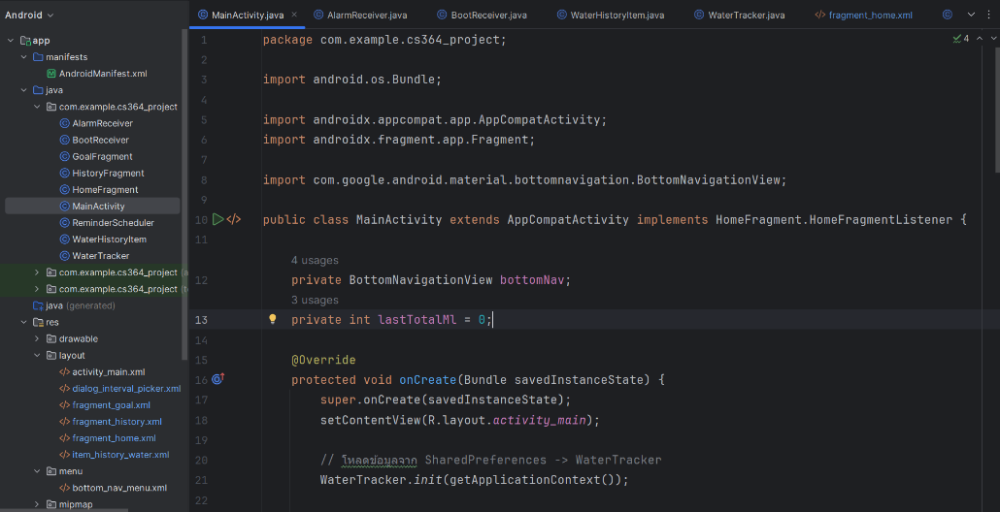 Android
MainActivity.java
AlarmReceiver.java
BootReceiver.java
WaterHistoryItem.java
WaterTracker.java
fragment_home.xml
app
manifests
AndroidManifest.xml
java
com.example.cs364_project
AlarmReceiver
BootReceiver
GoalFragment
HistoryFragment
HomeFragment
MainActivity
ReminderScheduler
WaterHistoryItem
WaterTracker
com.example.cs364_project
com.example.cs364_project
java (generated)
res
drawable
layout
activity_main.xml
dialog_interval_picker.xml
fragment_goal.xml
fragment_history.xml
fragment_home.xml
item_history_water.xml
menu
bottom_nav_menu.xml
mipmap
4
1 package com.example.cs364_project;
2
3 import android.os.Bundle;
4
5 import androidx.appcompat.app.AppCompatActivity;
6 import androidx.fragment.app.Fragment;
7
8 import com.google.android.material.bottomnavigation.BottomNavigationView;
9
10 public class MainActivity extends AppCompatActivity implements HomeFragment.HomeFragmentListener {
11
4 usages
12 private BottomNavigationView bottomNav;
3 usages
13 private int lastTotalMl = 0;
14
15 @Override
16 protected void onCreate(Bundle savedInstanceState) {
17 super.onCreate(savedInstanceState);
18 setContentView(R.layout.activity_main);
19
20 // โหลดข้อมูลจาก SharedPreferences -> WaterTracker
21 WaterTracker.init(getApplicationContext());
22